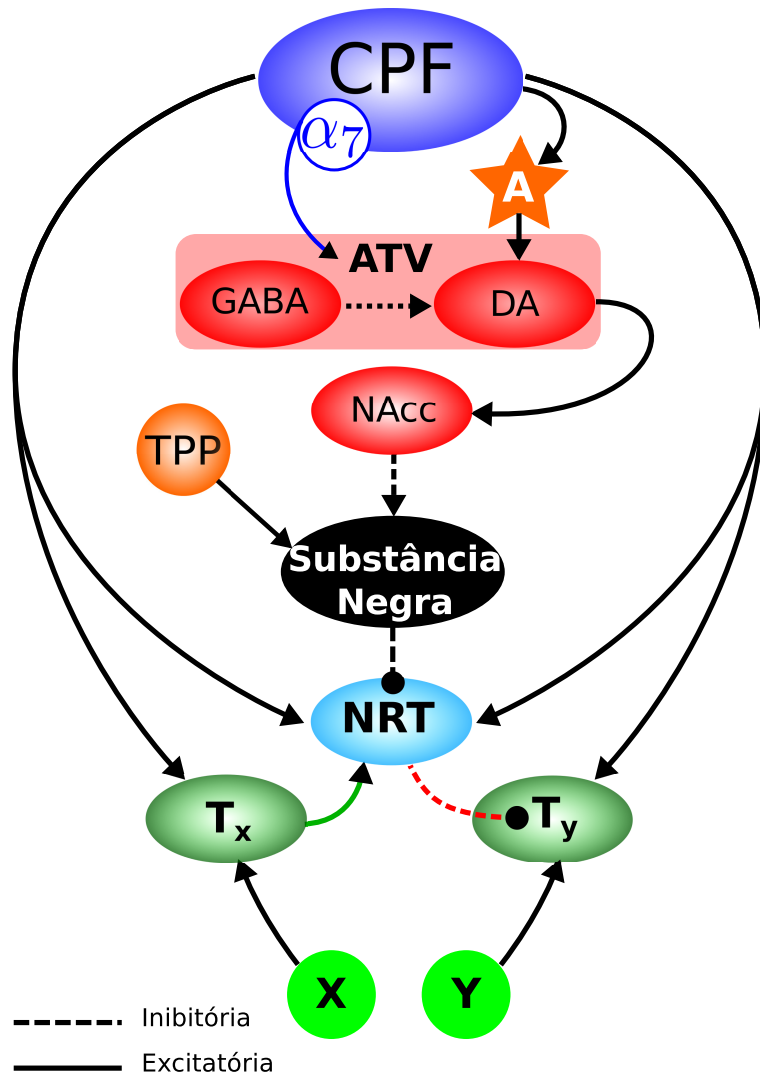 CPF
α7
A
ATV
GABA
DA
NAcc
TPP
Substância
Negra
NRT
Tx
Ty
X
Y
Inibitória
Excitatória